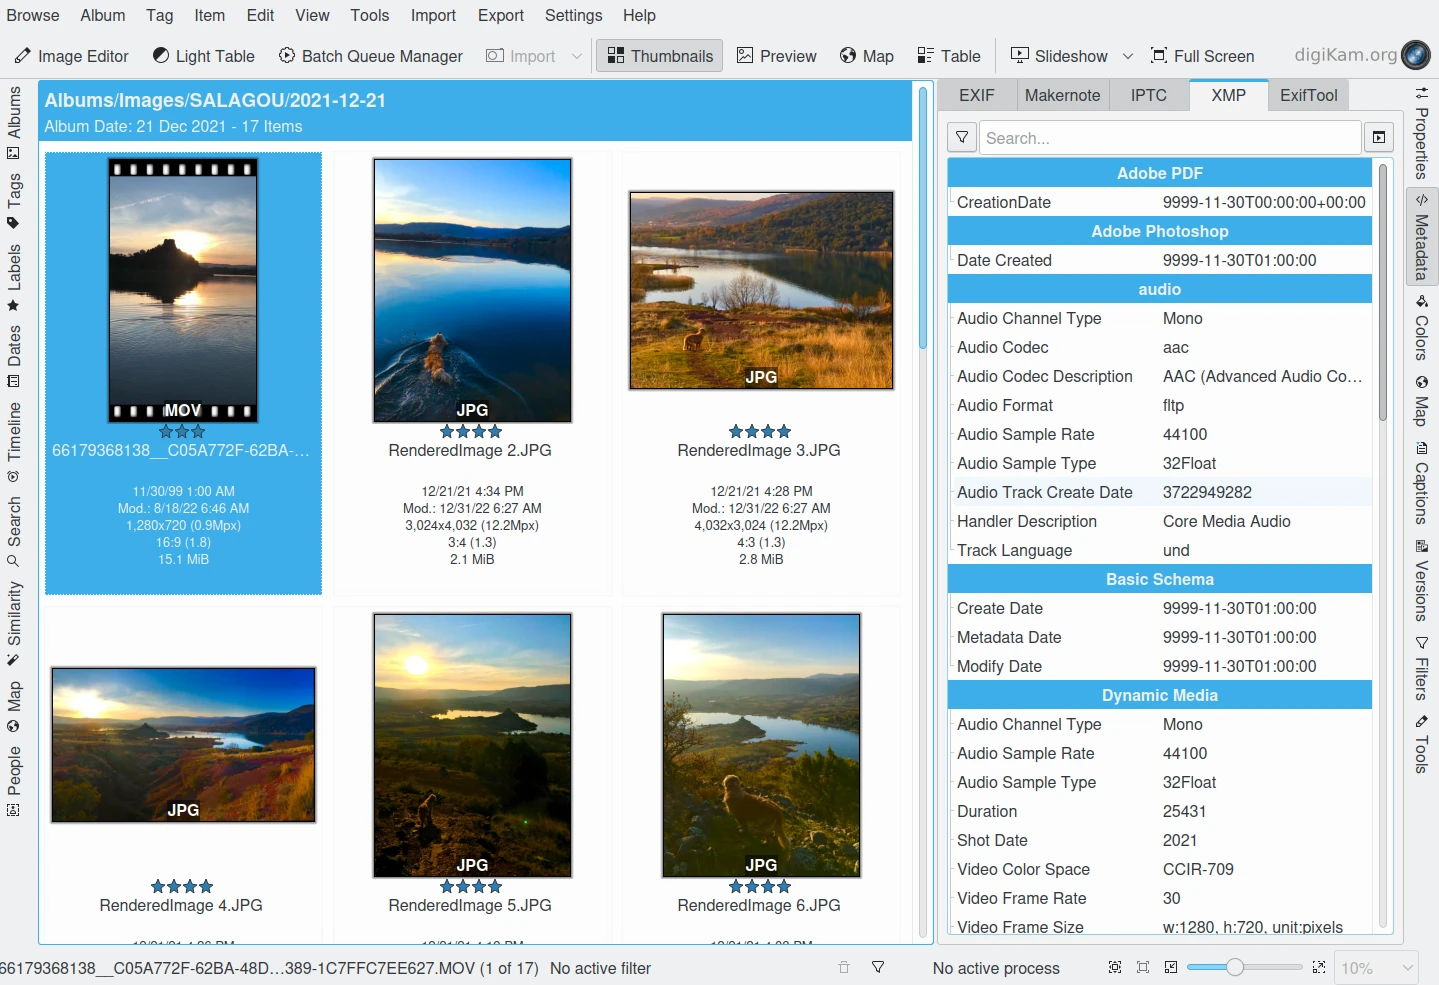 Browse Album Tag Item Edit View Tools Import Export Settings Help
Image Editor Light Table Batch Queue Manager Import Thumbnails Preview Map Table Slideshow Full Screen digiKam.org
Albums
Tags
Labels
Dates
Timeline
Search
Similarity
Map
People
Albums/Images/SALAGOU/2021-12-21
Album Date: 21 Dec 2021 - 17 Items
MOV
66179368138__C05A772F-62BA-...
11/30/99 1:00 AM
Mod.: 8/18/22 6:46 AM
1,280x720 (0.9Mpx)
16:9 (1.8)
15.1 MiB
JPG
RenderedImage 2.JPG
12/21/21 4:34 PM
Mod.: 12/31/22 6:27 AM
3,024x4,032 (12.2Mpx)
3:4 (1.3)
2.1 MiB
JPG
RenderedImage 3.JPG
12/21/21 4:28 PM
Mod.: 12/31/22 6:27 AM
4,032x3,024 (12.2Mpx)
4:3 (1.3)
2.8 MiB
JPG
RenderedImage 4.JPG
JPG
RenderedImage 5.JPG
JPG
RenderedImage 6.JPG
EXIF Makernote IPTC XMP ExifTool
Search...
Adobe PDF
CreationDate 9999-11-30T00:00:00+00:00
Adobe Photoshop
Date Created 9999-11-30T01:00:00
audio
Audio Channel Type Mono
Audio Codec aac
Audio Codec Description AAC (Advanced Audio Co...
Audio Format fltp
Audio Sample Rate 44100
Audio Sample Type 32Float
Audio Track Create Date 3722949282
Handler Description Core Media Audio
Track Language und
Basic Schema
Create Date 9999-11-30T01:00:00
Metadata Date 9999-11-30T01:00:00
Modify Date 9999-11-30T01:00:00
Dynamic Media
Audio Channel Type Mono
Audio Sample Rate 44100
Audio Sample Type 32Float
Duration 25431
Shot Date 2021
Video Color Space CCIR-709
Video Frame Rate 30
Video Frame Size w:1280, h:720, unit:pixels
Properties
Metadata
Colors
Map
Captions
Versions
Filters
Tools
66179368138__C05A772F-62BA-48D...389-1C7FFC7EE627.MOV (1 of 17) No active filter No active process 10%